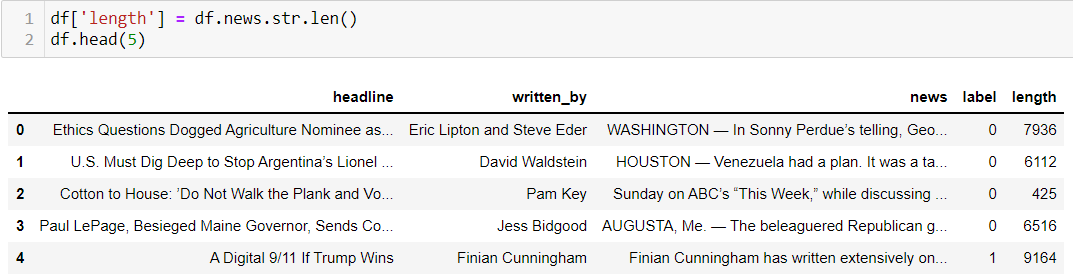 1 df['length'] = df.news.str.len()
2 df.head(5)
headline written_by news label length
0 Ethics Questions Dogged Agriculture Nominee as... Eric Lipton and Steve Eder WASHINGTON — In Sonny Perdue’s telling, Geo... 0 7936
1 U.S. Must Dig Deep to Stop Argentina’s Lionel ... David Waldstein HOUSTON — Venezuela had a plan. It was a ta... 0 6112
2 Cotton to House: ‘Do Not Walk the Plank and Vo... Pam Key Sunday on ABC’s “This Week,” while discussing ... 0 425
3 Paul LePage, Besieged Maine Governor, Sends Co... Jess Bidgood AUGUSTA, Me. — The beleaguered Republican g... 0 6516
4 A Digital 9/11 If Trump Wins Finian Cunningham Finian Cunningham has written extensively on... 1 9164